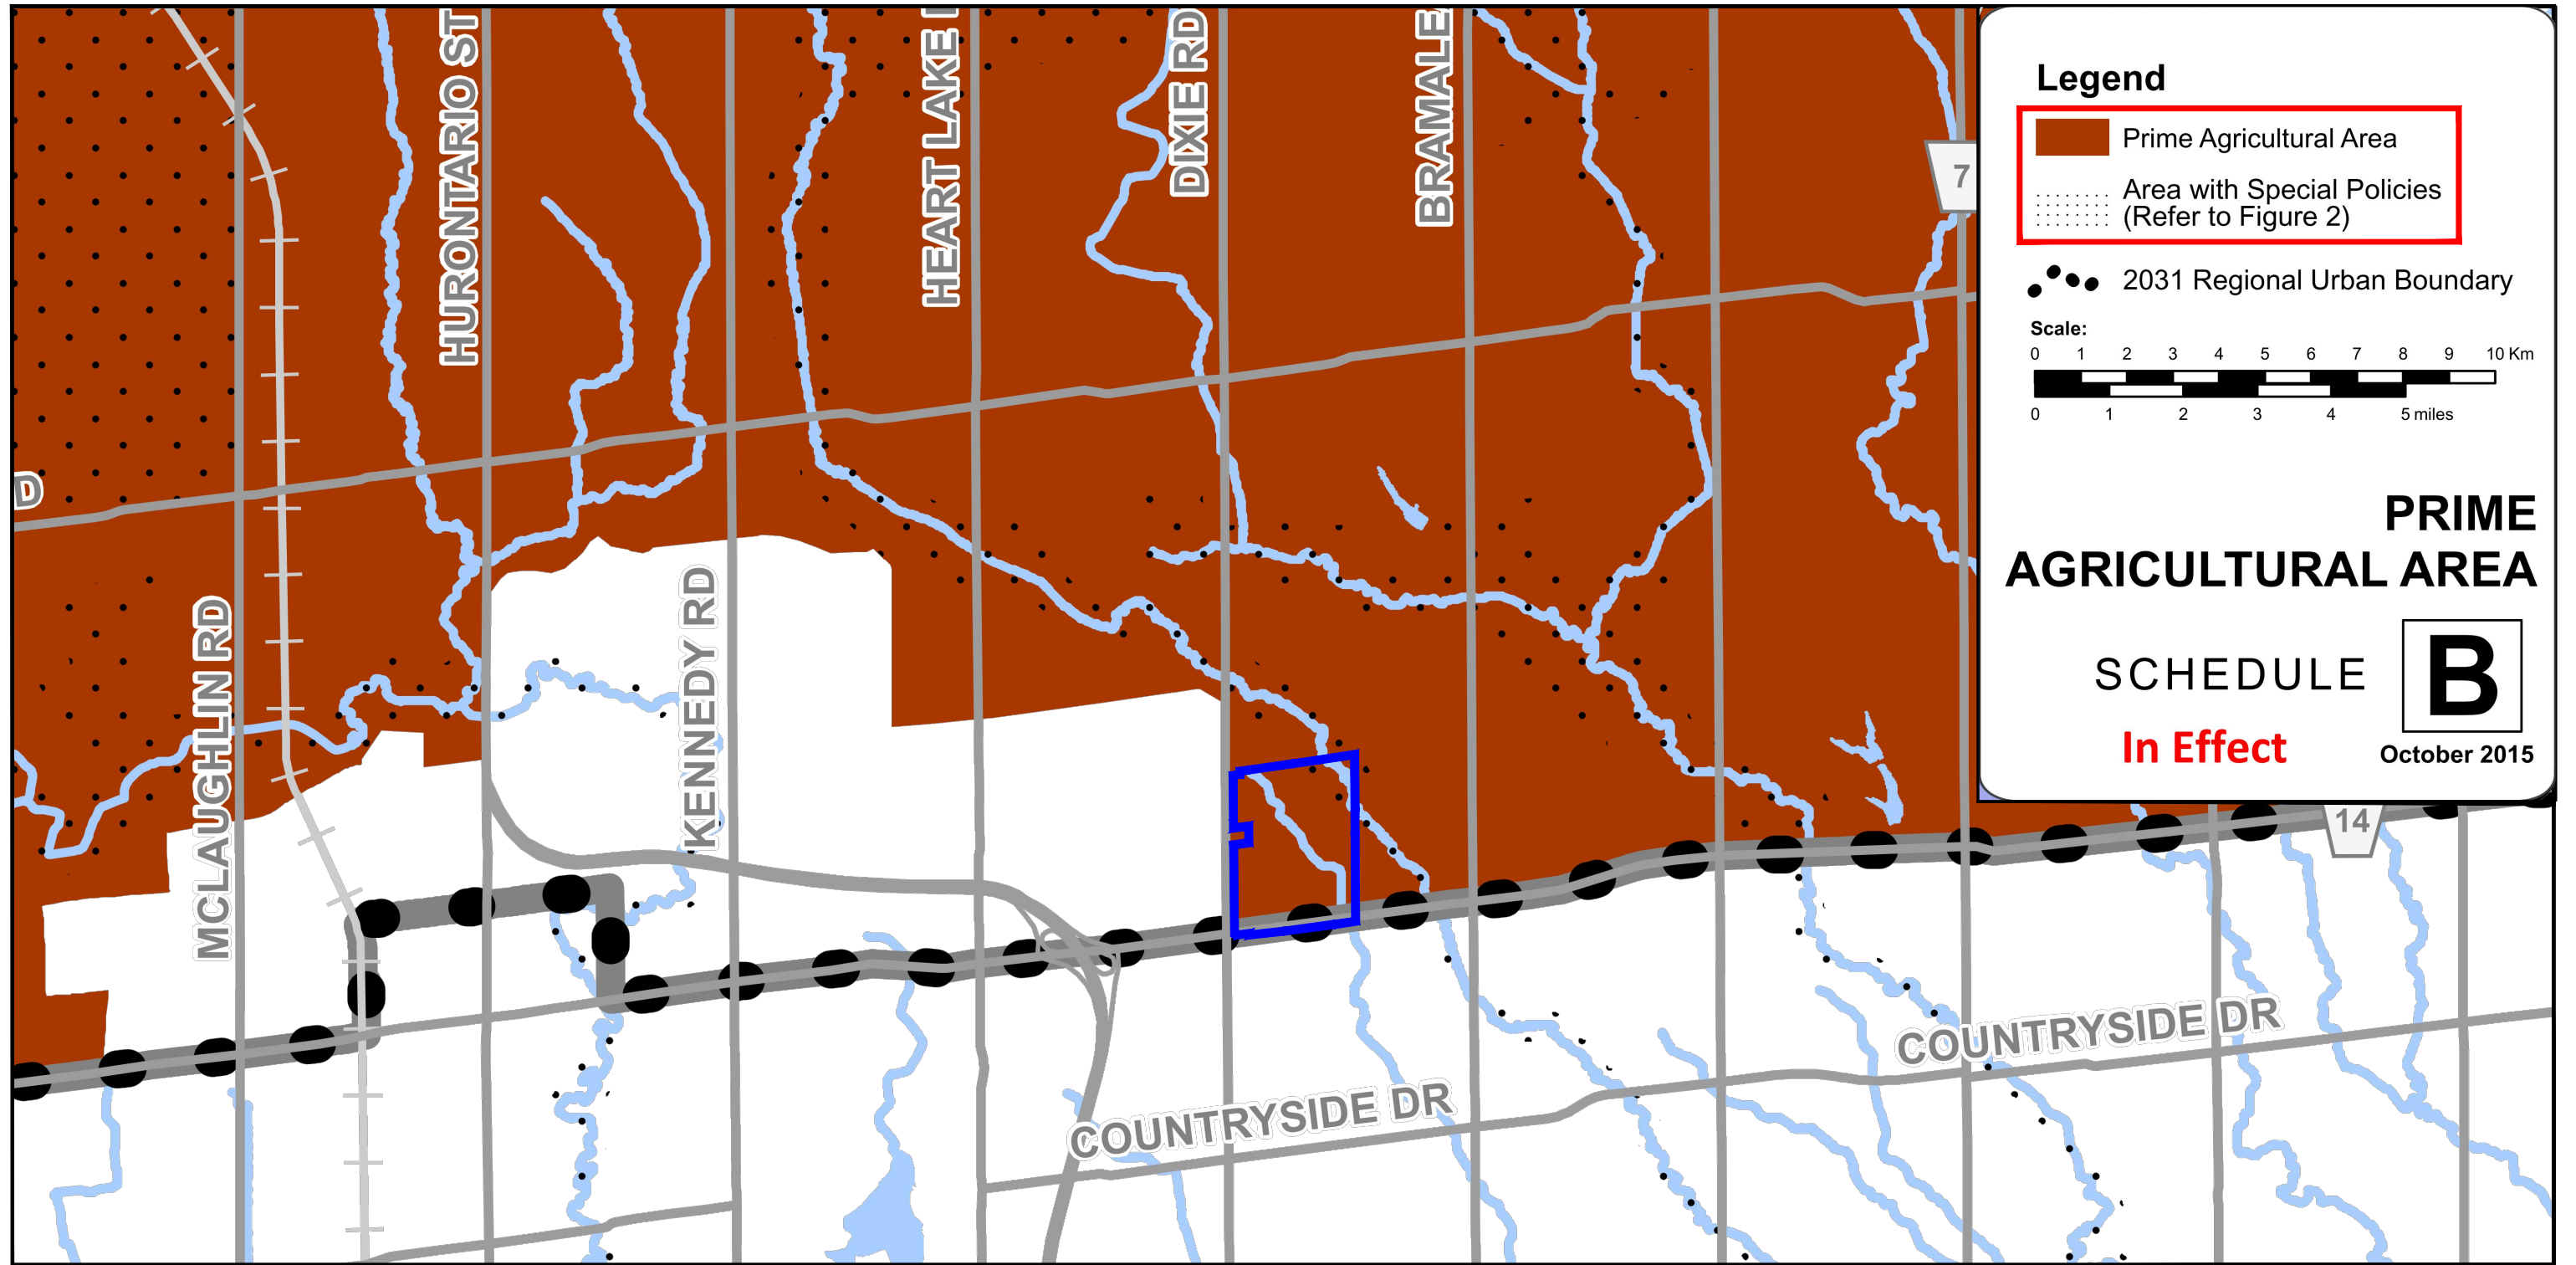 HURONTARIO ST
HEART LAKE
DIXIE RD
BRAMALE
7
D
MCLAUGHLIN RD
KENNEDY RD
14
COUNTRYSIDE DR
COUNTRYSIDE DR
Legend
Prime Agricultural Area
Area with Special Policies
(Refer to Figure 2)
2031 Regional Urban Boundary
Scale:
0 1 2 3 4 5 6 7 8 9 10 Km
0 1 2 3 4 5 miles
PRIME
AGRICULTURAL AREA
SCHEDULE B
In Effect
October 2015